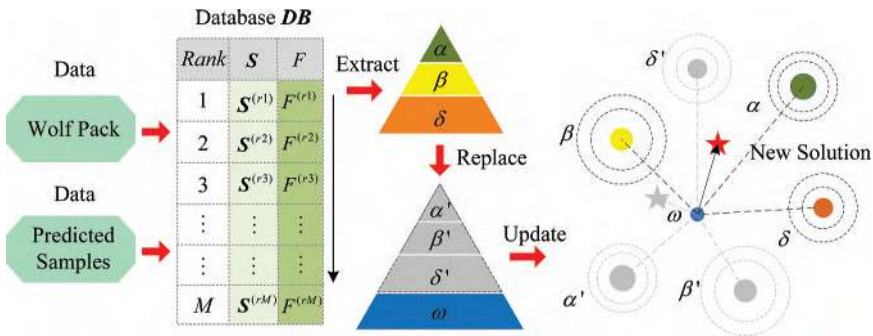 Database DB
Data
Wolf Pack
Data
Predicted
Samples
Rank S F
1 S^(r1) F^(r1)
2 S^(r2) F^(r2)
3 S^(r3) F^(r3)
⋮ ⋮ ⋮
⋮ ⋮ ⋮
M S^(rM) F^(rM)
Extract
α
β
δ
Replace
α'
β'
δ'
ω
Update
δ'
α
β
New Solution
ω
δ
α'
β'